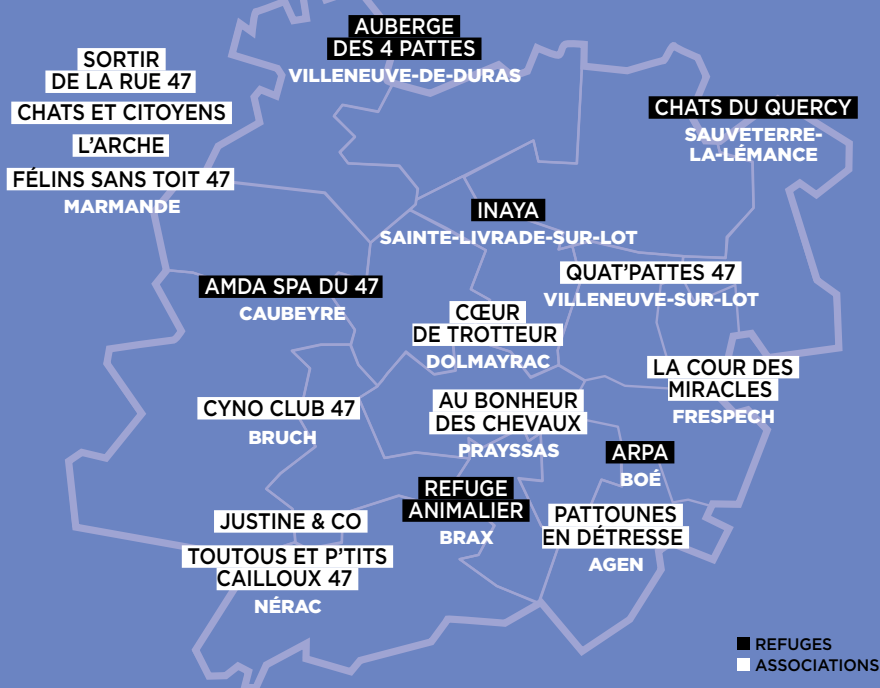 AUBERGE
DES 4 PATTES
VILLENEUVE-DE-DURAS
SORTIR
DE LA RUE 47
CHATS ET CITOYENS
L'ARCHE
FÉLINS SANS TOIT 47
MARMANDE
CHATS DU QUERCY
SAUVETERRE-
LA-LÉMANCE
INAYA
SAINTE-LIVRADE-SUR-LOT
AMDA SPA DU 47
CAUBEYRE
QUAT'PATTES 47
VILLENEUVE-SUR-LOT
CŒUR
DE TROTTEUR
DOLMAYRAC
LA COUR DES
MIRACLES
FRESPECH
CYNO CLUB 47
BRUCH
AU BONHEUR
DES CHEVAUX
PRAYSSAS
ARPA
BOÉ
REFUGE
ANIMALIER
BRAX
PATTOUNES
EN DÉTRESSE
AGEN
JUSTINE & CO
TOUTOUS ET P'TITS
CAILLOUX 47
NÉRAC
REFUGES
ASSOCIATIONS